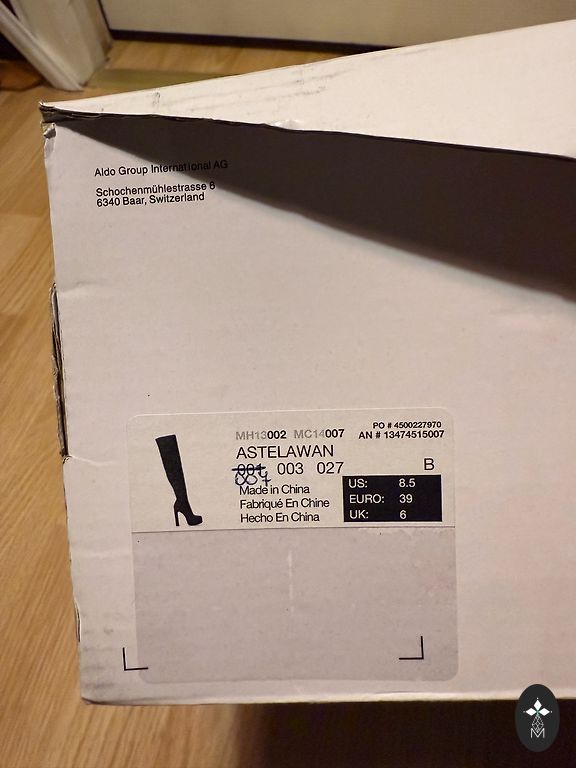 Aldo Group International AG
Schochenmühlestrasse 6
6340 Baar, Switzerland
PO # 4500227970
MH13002 MC14007 AN # 13474515007
ASTELAWAN
001 003 027 B
007
Made in China
Fabriqué En Chine
Hecho En China
US: 8.5
EURO: 39
UK: 6
M